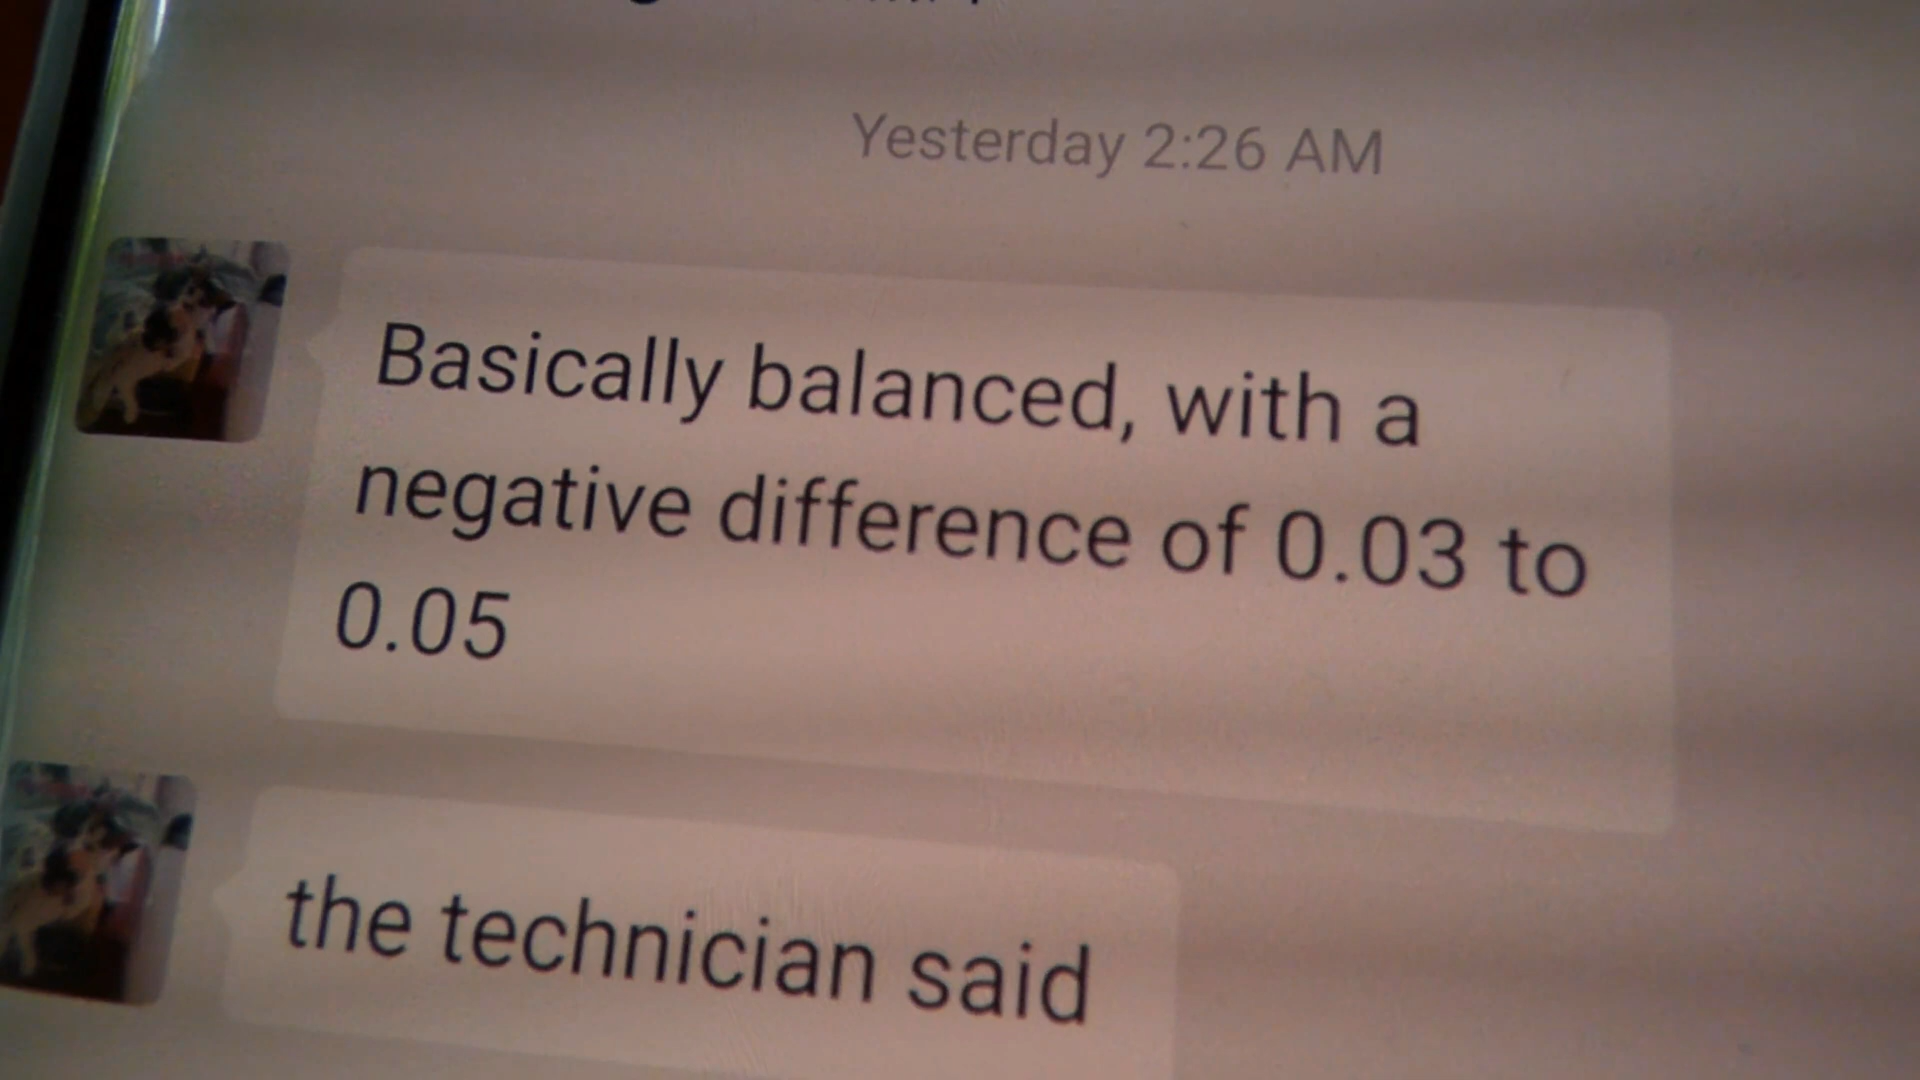 Yesterday 2:26 AM
Basically balanced, with a
negative difference of 0.03 to
0.05
the technician said